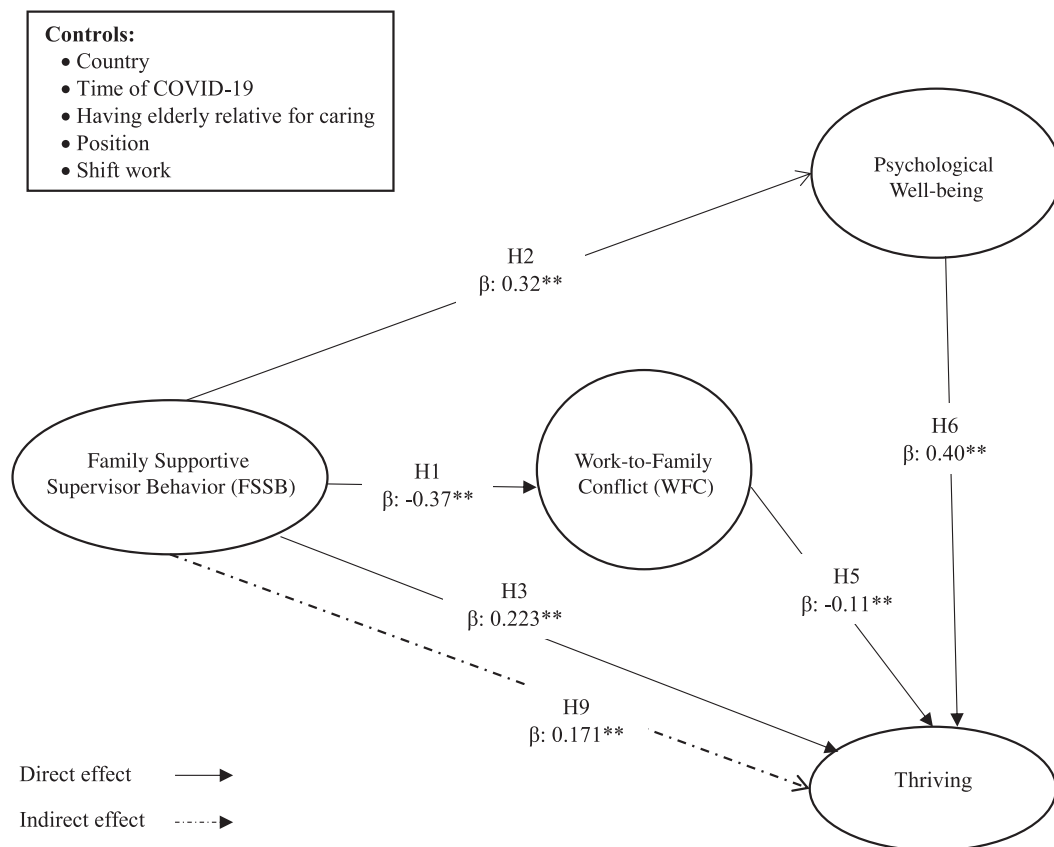 Controls:
• Country
• Time of COVID-19
• Having elderly relative for caring
• Position
• Shift work
Psychological
Well-being
H2
β: 0.32**
H6
β: 0.40**
Family Supportive
Supervisor Behavior (FSSB)
H1
β: -0.37**
Work-to-Family
Conflict (WFC)
H3
β: 0.223**
H5
β: -0.11**
H9
β: 0.171**
Thriving
Direct effect
Indirect effect